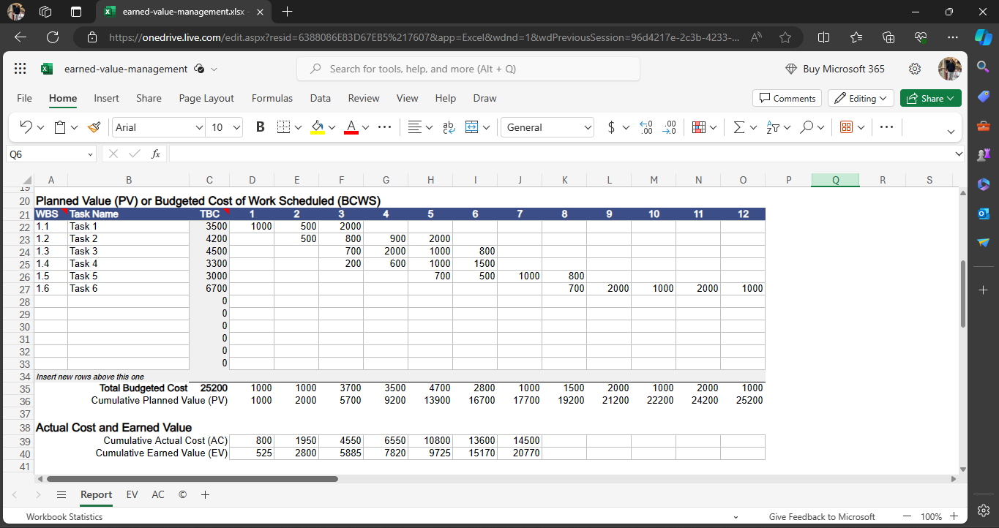 earned-value-management.xlsx -
https://onedrive.live.com/edit.aspx?resid=6388086E83D67EB5%217607&app=Excel&wdnd=1&wdPreviousSession=96d4217e-2c3b-4233-...
earned-value-management
Search for tools, help, and more (Alt + Q)
Buy Microsoft 365
File Home Insert Share Page Layout Formulas Data Review View Help Draw
Comments Editing Share
Arial 10 B A ab General $ .00 .00
Q6 fx
A B C D E F G H I J K L M N O P Q R S
19
20 Planned Value (PV) or Budgeted Cost of Work Scheduled (BCWS)
21 WBS Task Name TBC 1 2 3 4 5 6 7 8 9 10 11 12
22 1.1 Task 1 3500 1000 500 2000
23 1.2 Task 2 4200 500 800 900 2000
24 1.3 Task 3 4500 700 2000 1000 800
25 1.4 Task 4 3300 200 600 1000 1500
26 1.5 Task 5 3000 700 500 1000 800
27 1.6 Task 6 6700 700 2000 1000 2000 1000
28 0
29 0
30 0
31 0
32 0
33 0
34 Insert new rows above this one
35 Total Budgeted Cost 25200 1000 1000 3700 3500 4700 2800 1000 1500 2000 1000 2000 1000
36 Cumulative Planned Value (PV) 1000 2000 5700 9200 13900 16700 17700 19200 21200 22200 24200 25200
37
38 Actual Cost and Earned Value
39 Cumulative Actual Cost (AC) 800 1950 4550 6550 10800 13600 14500
40 Cumulative Earned Value (EV) 525 2800 5885 7820 9725 15170 20770
41
Report EV AC ©
Workbook Statistics Give Feedback to Microsoft 100%